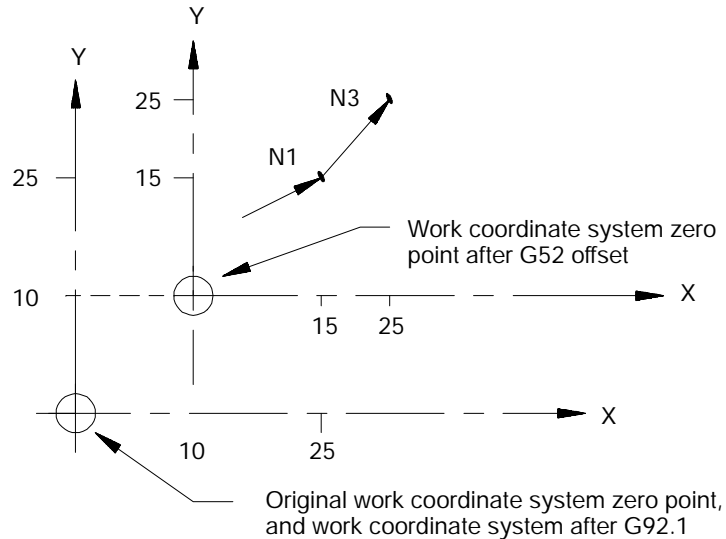 Y
Y
25
N3
N1
25
15
Work coordinate system zero
point after G52 offset
10
X
15
25
X
10
25
Original work coordinate system zero point,
and work coordinate system after G92.1